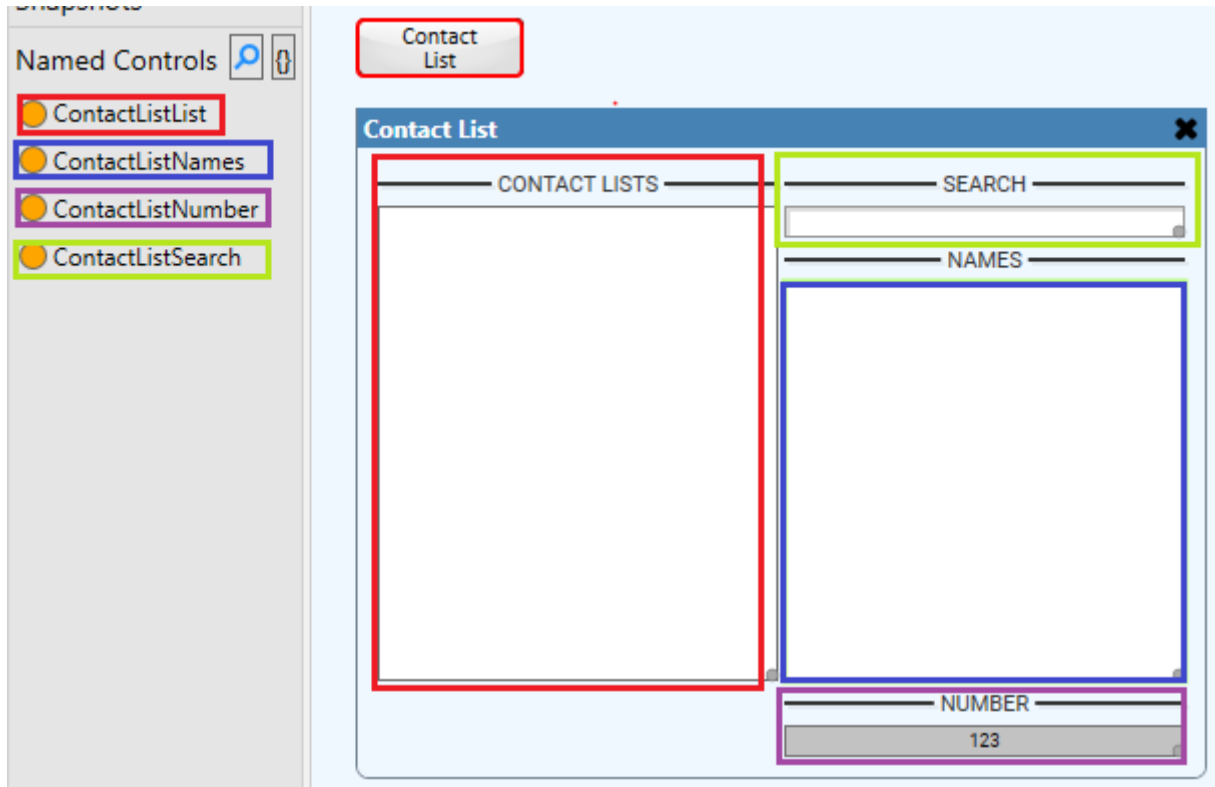 Snapshots
Named Controls {}
ContactListList
ContactListNames
ContactListNumber
ContactListSearch
Contact
List
Contact List
CONTACT LISTS
SEARCH
NAMES
NUMBER
123